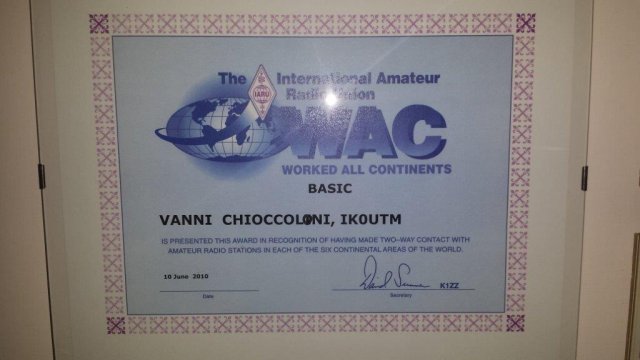 The International Amateur
Radio Union
IARU
WAC
WORKED ALL CONTINENTS
BASIC
VANNI CHIOCCOLONI, IK0UTM
IS PRESENTED THIS AWARD IN RECOGNITION OF HAVING MADE TWO-WAY CONTACT WITH
AMATEUR RADIO STATIONS IN EACH OF THE SIX CONTINENTAL AREAS OF THE WORLD.
10 June 2010
Date
David Sumner K1ZZ
Secretary